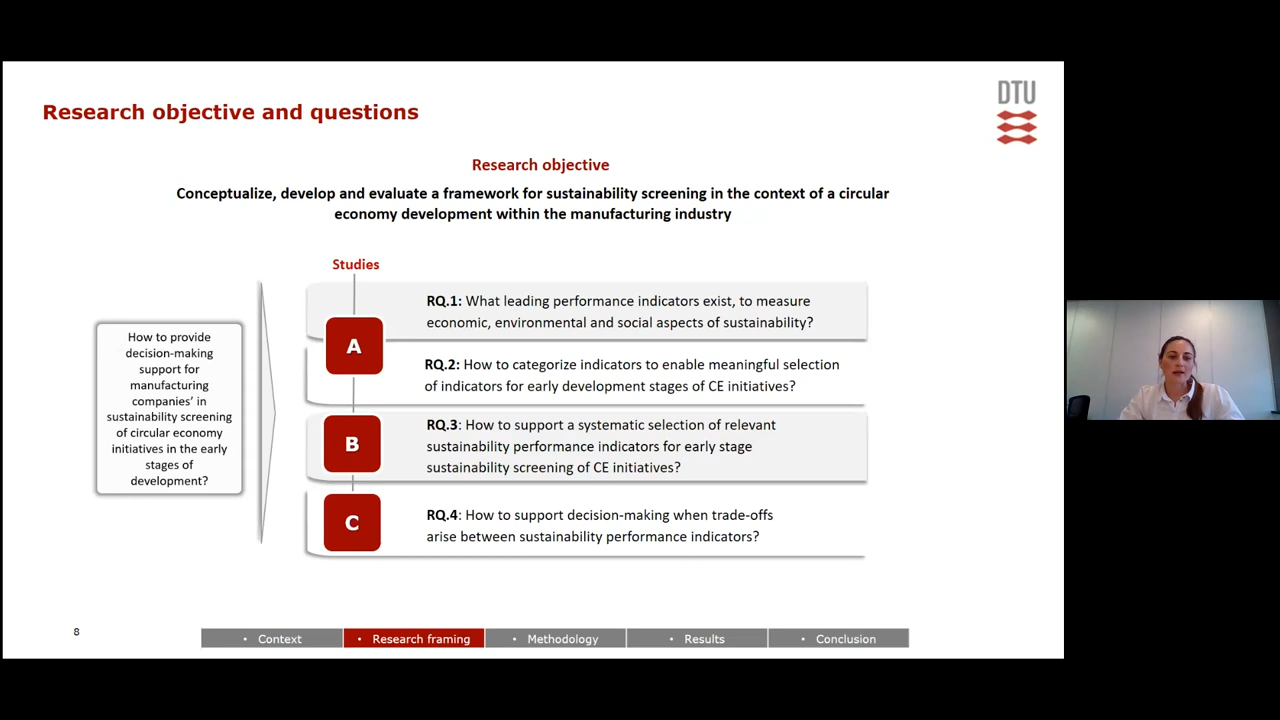 Research objective and questions
DTU
Research objective
Conceptualize, develop and evaluate a framework for sustainability screening in the context of a circular
economy development within the manufacturing industry
Studies
How to provide
decision-making
support for
manufacturing
companies’ in
sustainability screening
of circular economy
initiatives in the early
stages of
development?
A
RQ.1: What leading performance indicators exist, to measure
economic, environmental and social aspects of sustainability?
RQ.2: How to categorize indicators to enable meaningful selection
of indicators for early development stages of CE initiatives?
B
RQ.3: How to support a systematic selection of relevant
sustainability performance indicators for early stage
sustainability screening of CE initiatives?
C
RQ.4: How to support decision-making when trade-offs
arise between sustainability performance indicators?
8
• Context
• Research framing
• Methodology
• Results
• Conclusion